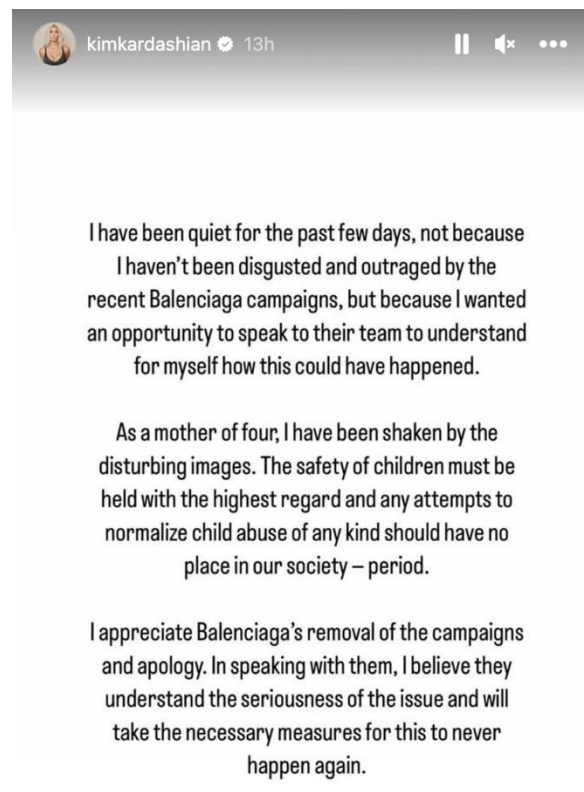 kimkardashian 13h
I have been quiet for the past few days, not because
I haven't been disgusted and outraged by the
recent Balenciaga campaigns, but because I wanted
an opportunity to speak to their team to understand
for myself how this could have happened.
As a mother of four, I have been shaken by the
disturbing images. The safety of children must be
held with the highest regard and any attempts to
normalize child abuse of any kind should have no
place in our society – period.
I appreciate Balenciaga's removal of the campaigns
and apology. In speaking with them, I believe they
understand the seriousness of the issue and will
take the necessary measures for this to never
happen again.